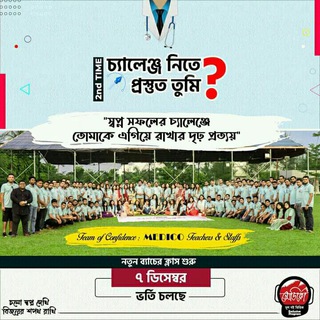 2nd TIME
চ্যালেঞ্জ নিতে
প্রস্তুত তুমি ?
"স্বপ্ন সফলের চ্যালেঞ্জে
তোমাকে এগিয়ে রাখার দৃঢ় প্রত্যয়"
Team of Confidence : MEDICO Teachers & Staffs
নতুন ব্যাচের ক্লাস শুরু
৭ ডিসেম্বর
ভর্তি চলছে
চলো স্বপ্ন দেখি
বিজয়ের শপথ রাখি
মেডিকো